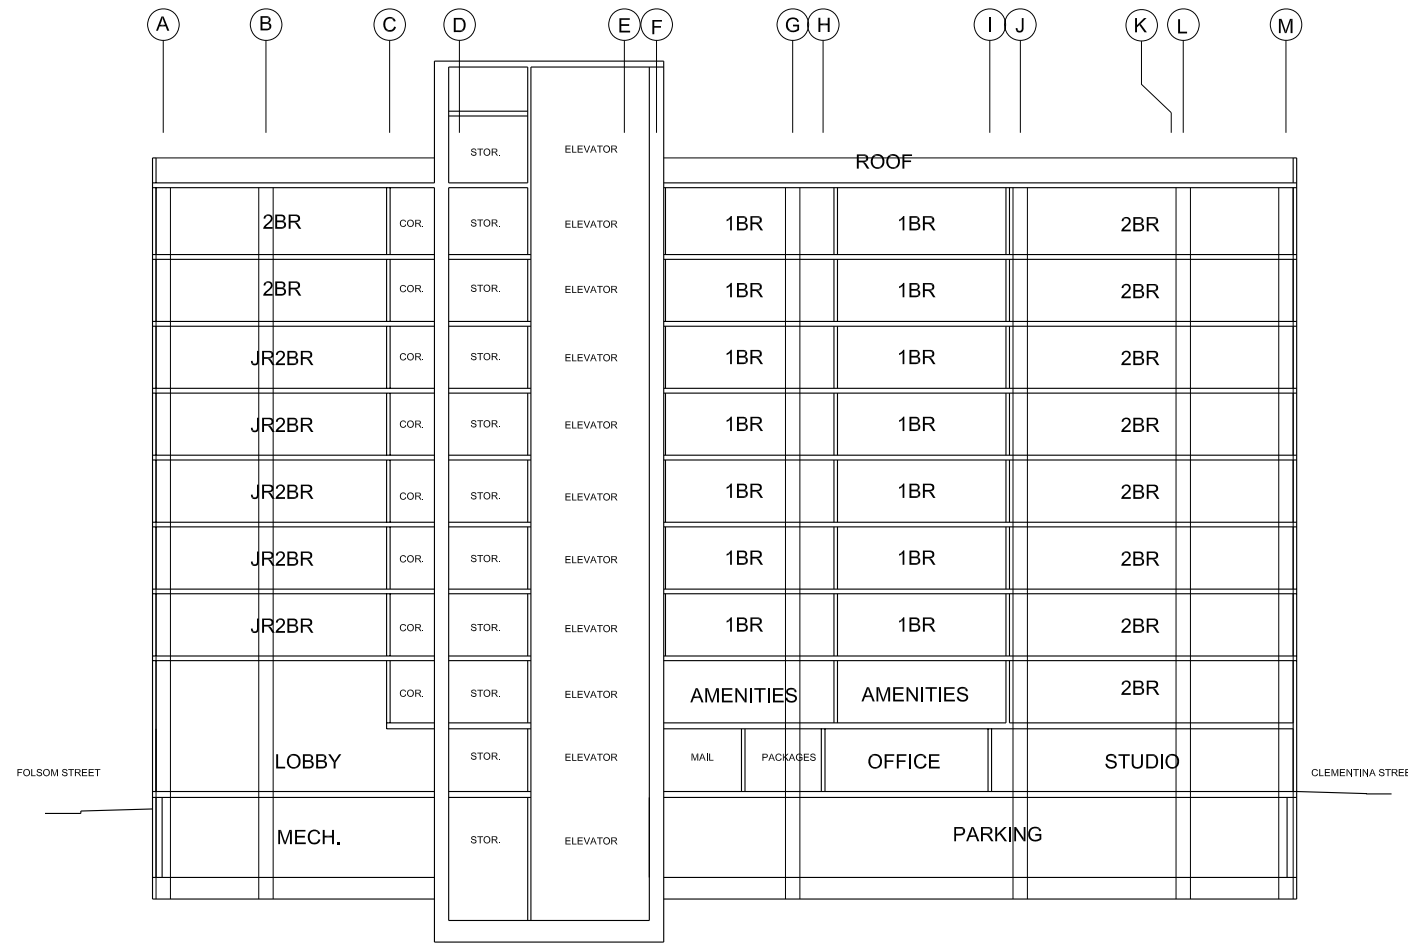 A B C D E F G H I J K L M
STOR. ELEVATOR ROOF
2BR COR. STOR. ELEVATOR 1BR 1BR 2BR
2BR COR. STOR. ELEVATOR 1BR 1BR 2BR
JR2BR COR. STOR. ELEVATOR 1BR 1BR 2BR
JR2BR COR. STOR. ELEVATOR 1BR 1BR 2BR
JR2BR COR. STOR. ELEVATOR 1BR 1BR 2BR
JR2BR COR. STOR. ELEVATOR 1BR 1BR 2BR
JR2BR COR. STOR. ELEVATOR 1BR 1BR 2BR
COR. STOR. ELEVATOR AMENITIES AMENITIES 2BR
LOBBY STOR. ELEVATOR MAIL PACKAGES OFFICE STUDIO
FOLSOM STREET CLEMENTINA STREE
MECH. STOR. ELEVATOR PARKING